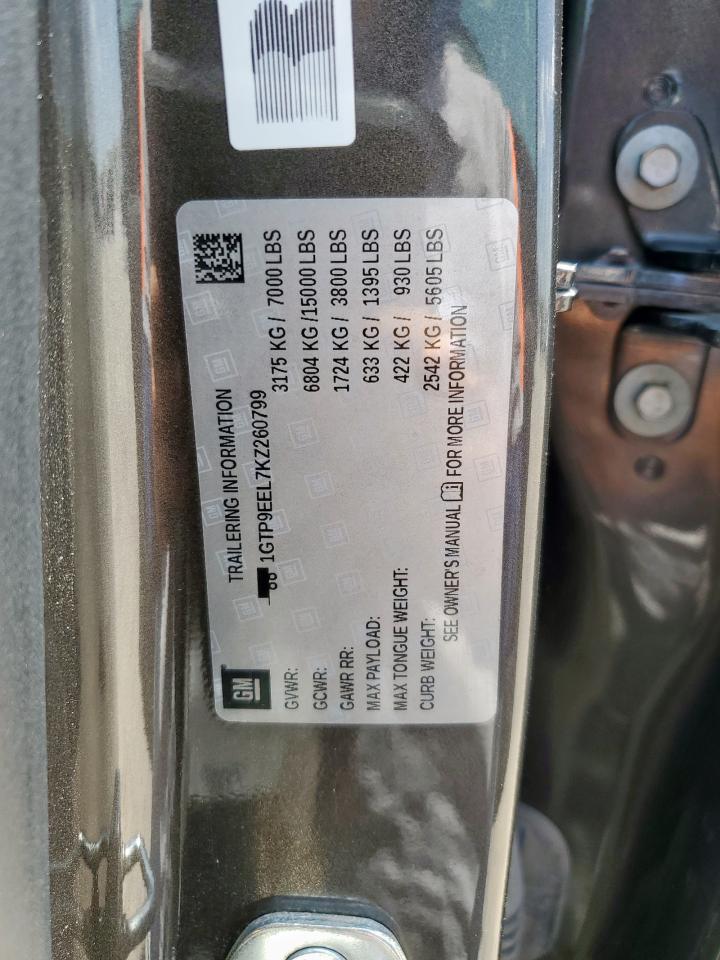 GM
TRAILERING INFORMATION
1GTP9EEL7KZ260799
GVWR: 3175 KG / 7000 LBS
GCWR: 6804 KG /15000 LBS
GAWR RR: 1724 KG / 3800 LBS
MAX PAYLOAD: 633 KG / 1395 LBS
MAX TONGUE WEIGHT: 422 KG / 930 LBS
CURB WEIGHT: 2542 KG / 5605 LBS
SEE OWNER'S MANUAL FOR MORE INFORMATION